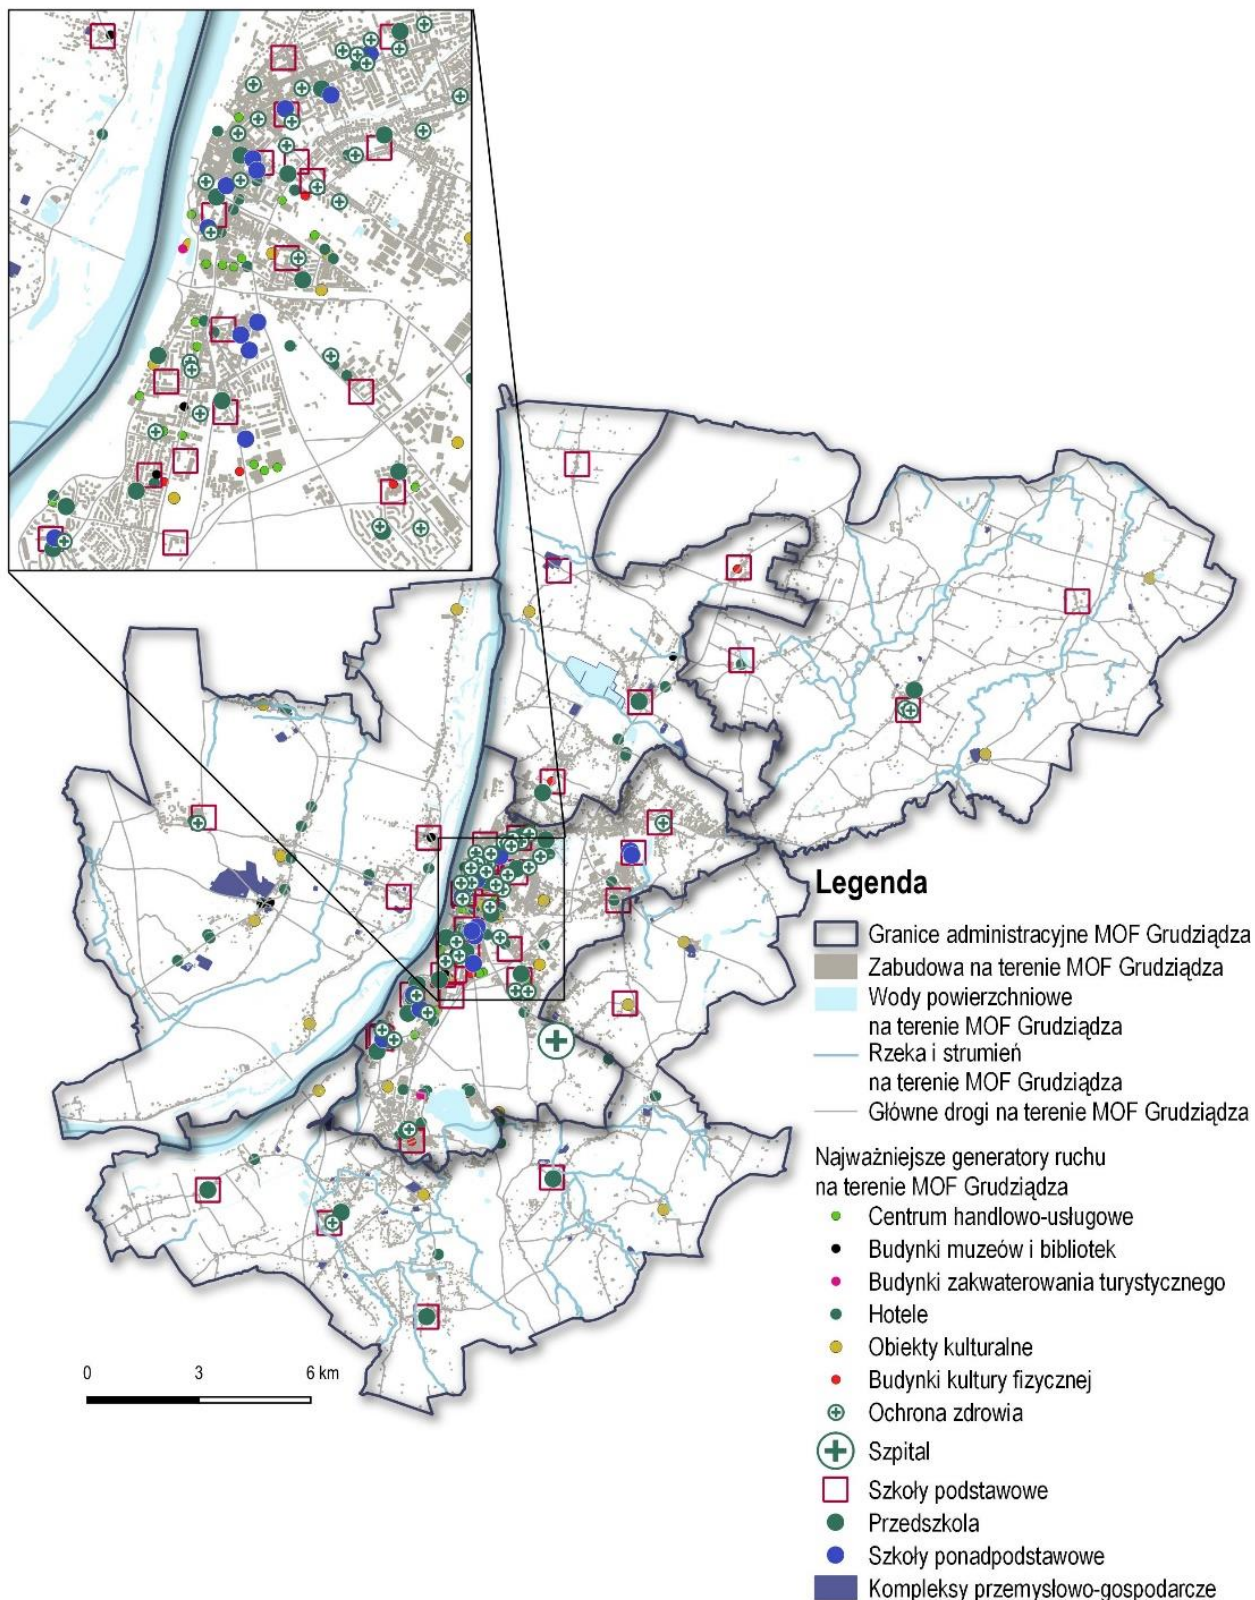 Legenda
Granice administracyjne MOF Grudziądza
Zabudowa na terenie MOF Grudziądza
Wody powierzchniowe
na terenie MOF Grudziądza
Rzeka i strumień
na terenie MOF Grudziądza
Główne drogi na terenie MOF Grudziądza
Najważniejsze generatory ruchu
na terenie MOF Grudziądza
Centrum handlowo-usługowe
Budynki muzeów i bibliotek
Budynki zakwaterowania turystycznego
Hotele
Obiekty kulturalne
Budynki kultury fizycznej
Ochrona zdrowia
Szpital
Szkoły podstawowe
Przedszkola
Szkoły ponadpodstawowe
Kompleksy przemysłowo-gospodarcze
0 3 6 km